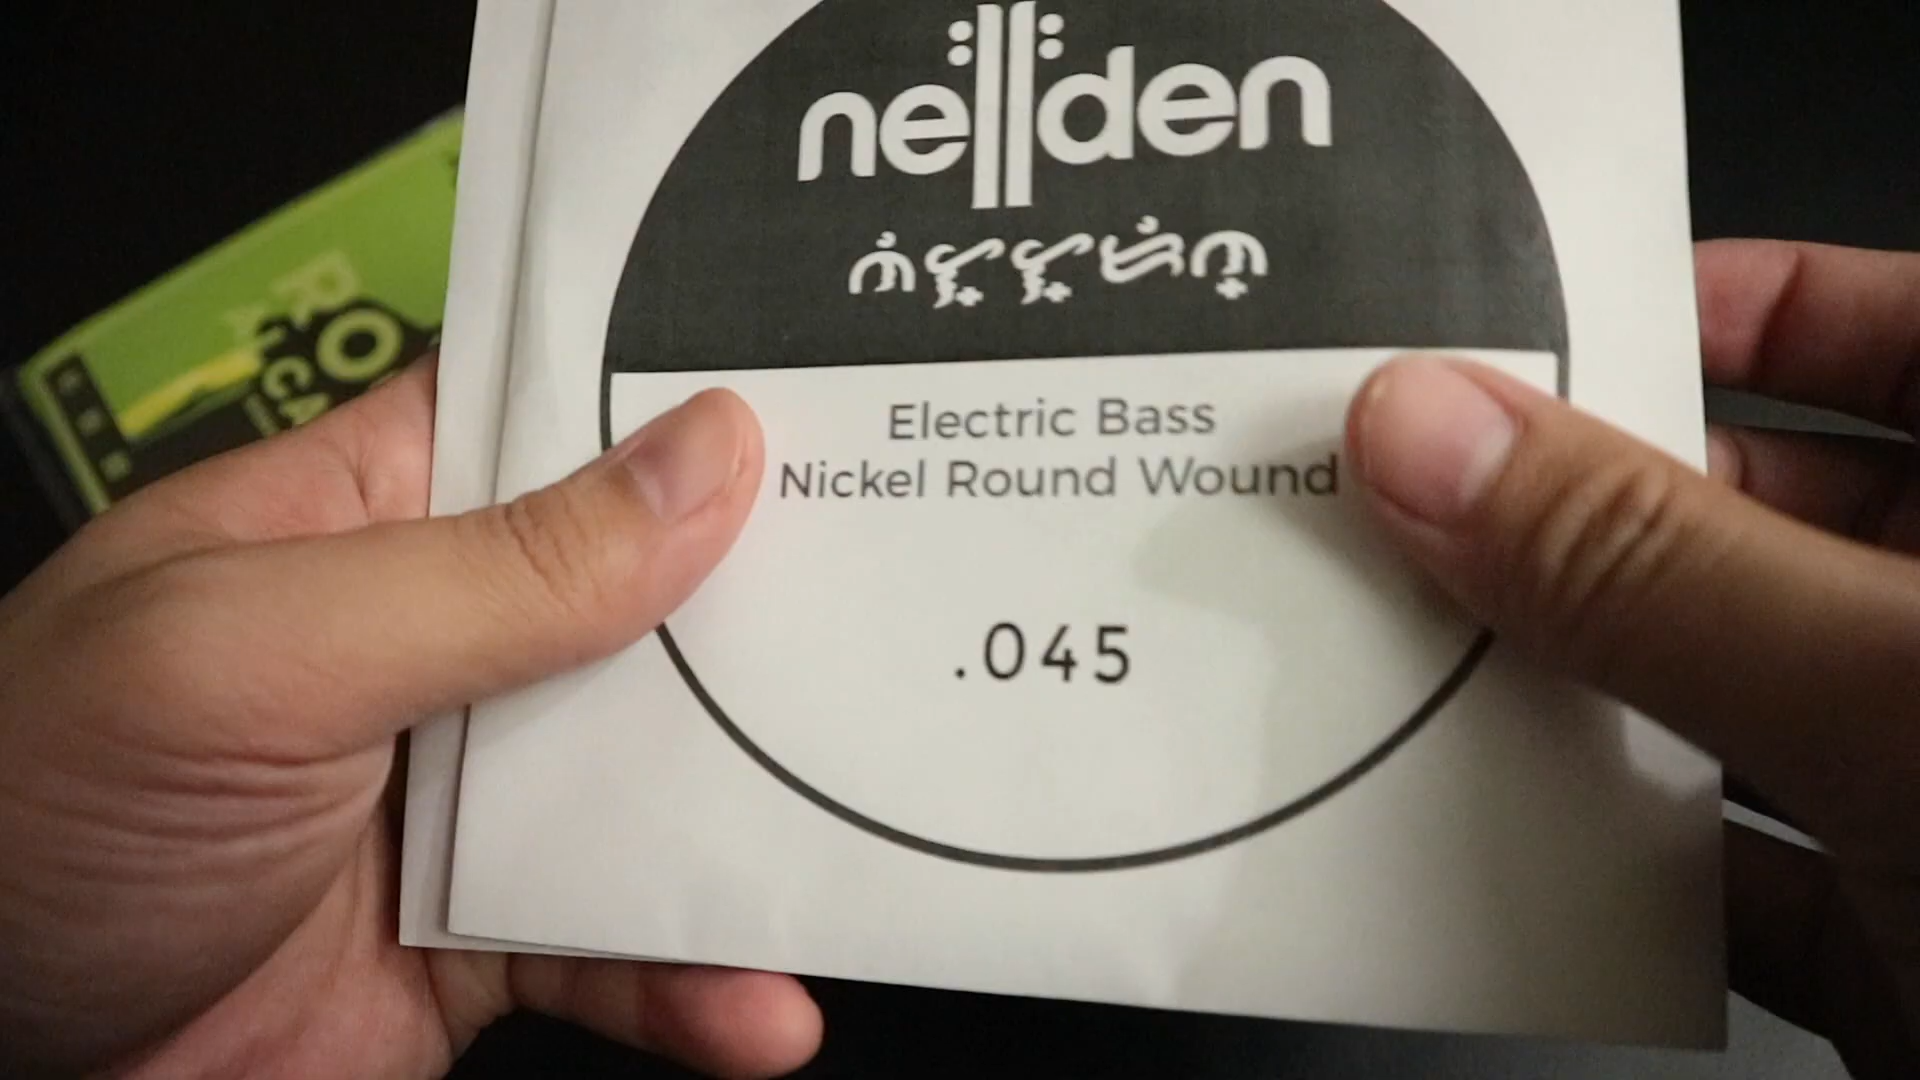 nellden
ᜈᜒᜎ᜔ᜎ᜔ᜇᜒᜈ᜔
Electric Bass
Nickel Round Wound
.045